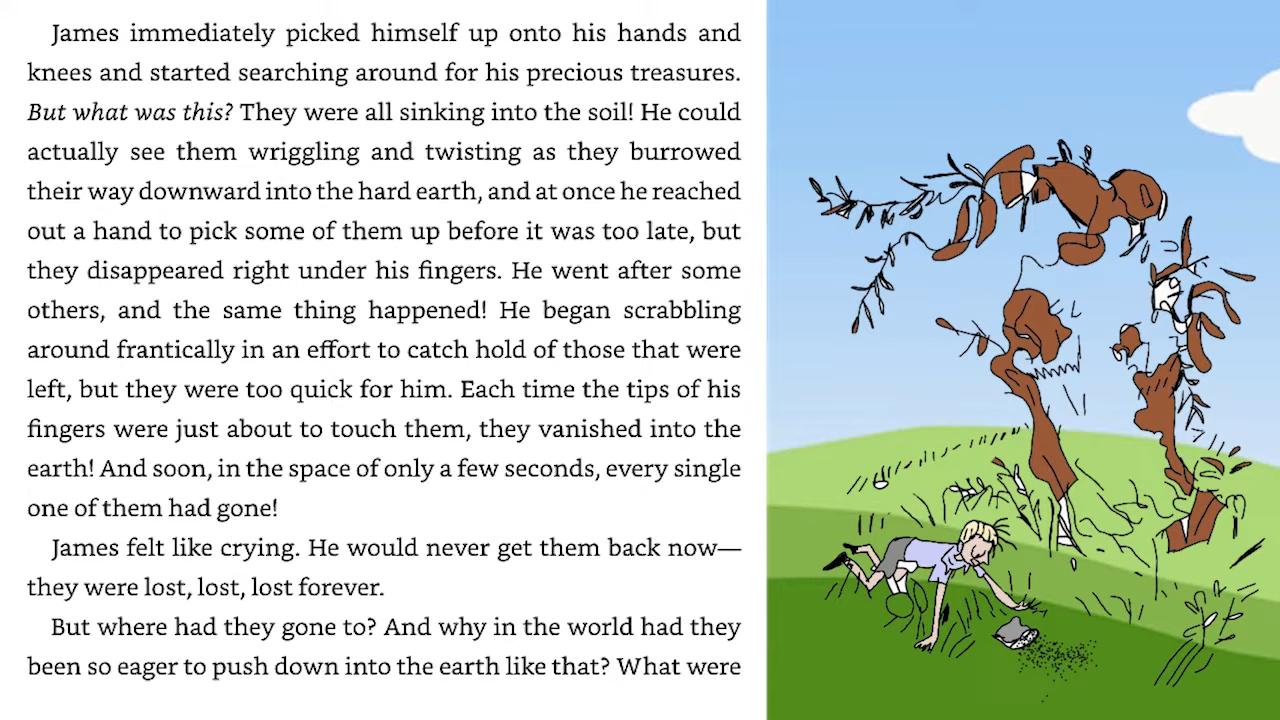 James immediately picked himself up onto his hands and
knees and started searching around for his precious treasures.
But what was this? They were all sinking into the soil! He could
actually see them wriggling and twisting as they burrowed
their way downward into the hard earth, and at once he reached
out a hand to pick some of them up before it was too late, but
they disappeared right under his fingers. He went after some
others, and the same thing happened! He began scrabbling
around frantically in an effort to catch hold of those that were
left, but they were too quick for him. Each time the tips of his
fingers were just about to touch them, they vanished into the
earth! And soon, in the space of only a few seconds, every single
one of them had gone!
James felt like crying. He would never get them back now—
they were lost, lost, lost forever.
But where had they gone to? And why in the world had they
been so eager to push down into the earth like that? What were